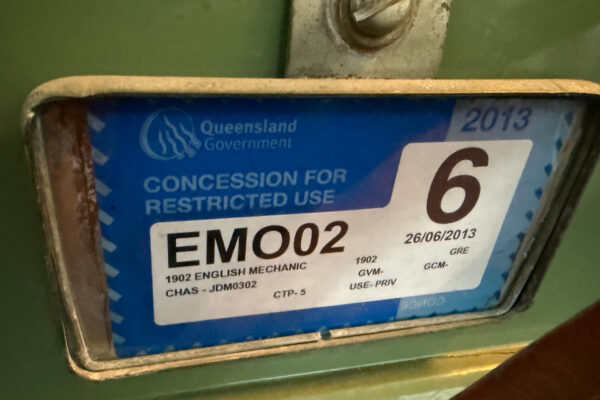 Queensland
Government
2013
CONCESSION FOR
RESTRICTED USE
6
EMO02
26/06/2013
1902 ENGLISH MECHANIC
1902
GRE
CHAS - JDM0302
GVM-
GCM-
CTP- 5
USE- PRIV